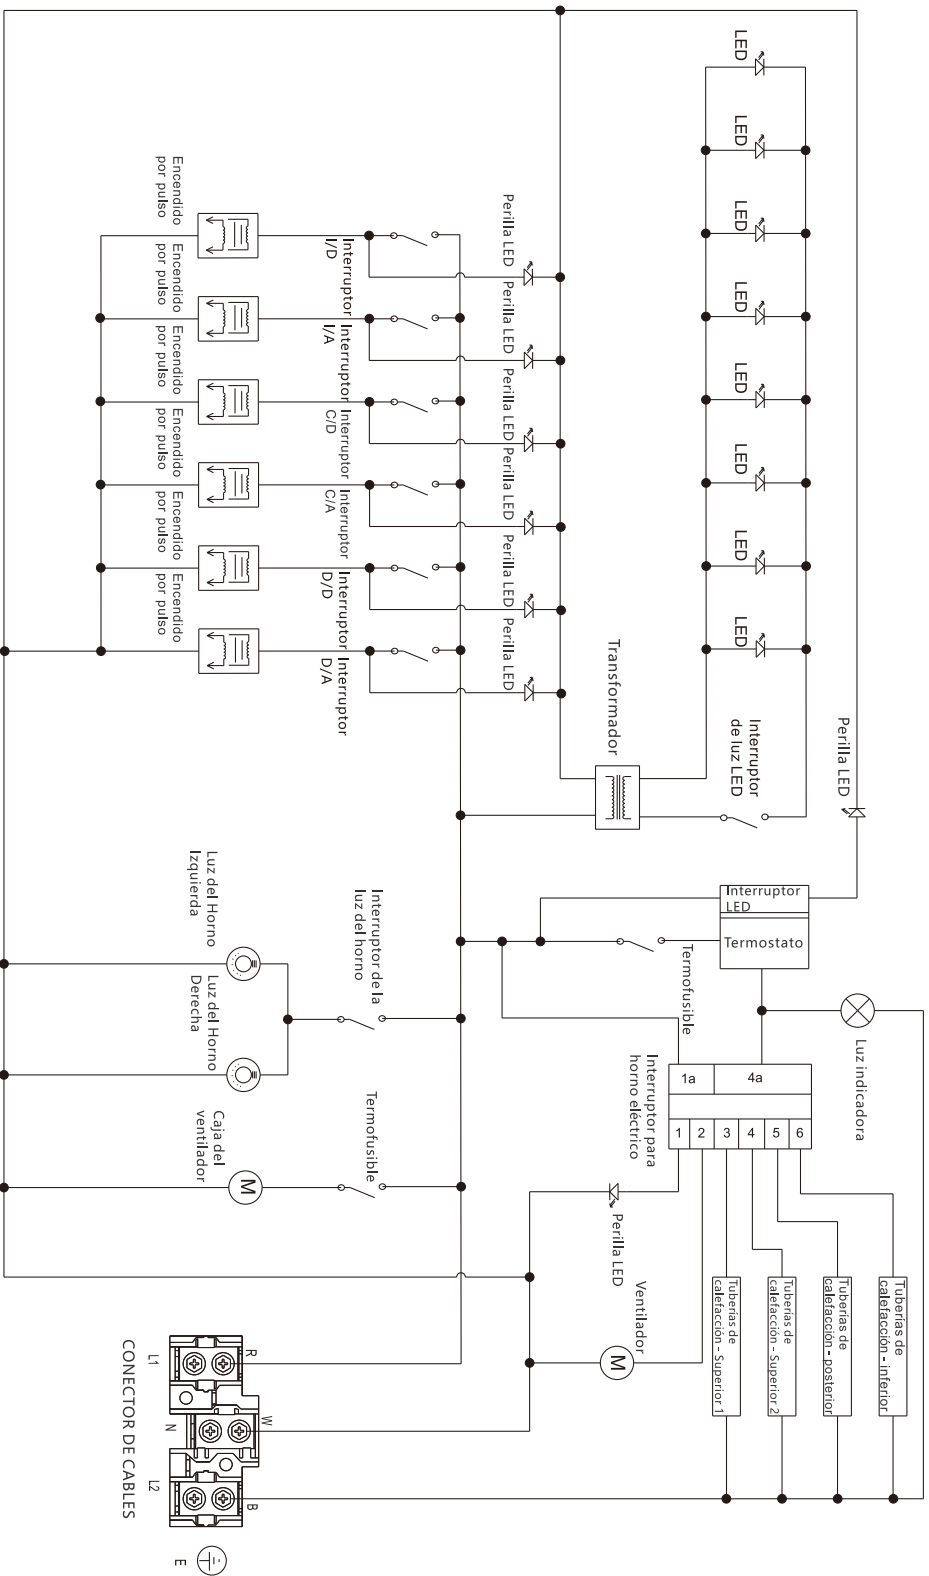 LED
LED
LED
LED
LED
LED
LED
LED
Perilla LED
Interruptor
de luz LED
Transformador
Perilla LED
Perilla LED
Perilla LED
Perilla LED
Perilla LED
Perilla LED
Interruptor
I/D
Interruptor
I/A
Interruptor
C/D
Interruptor
C/A
Interruptor
D/D
Interruptor
D/A
Encendido
por pulso
Encendido
por pulso
Encendido
por pulso
Encendido
por pulso
Encendido
por pulso
Encendido
por pulso
Interruptor
LED
Termostato
Termofusible
Luz indicadora
Interruptor para
horno eléctrico
1a
4a
1
2
3
4
5
6
Interruptor de la
luz del horno
Luz del Horno
Izquierda
Luz del Horno
Derecha
Termofusible
Caja del
ventilador
M
Perilla LED
Ventilador
M
Tuberías de
calefacción - Superior 1
Tuberías de
calefacción - Superior 2
Tuberías de
calefacción - posterior
Tuberías de
calefacción - inferior
R
W
B
L1
N
L2
CONECTOR DE CABLES
E